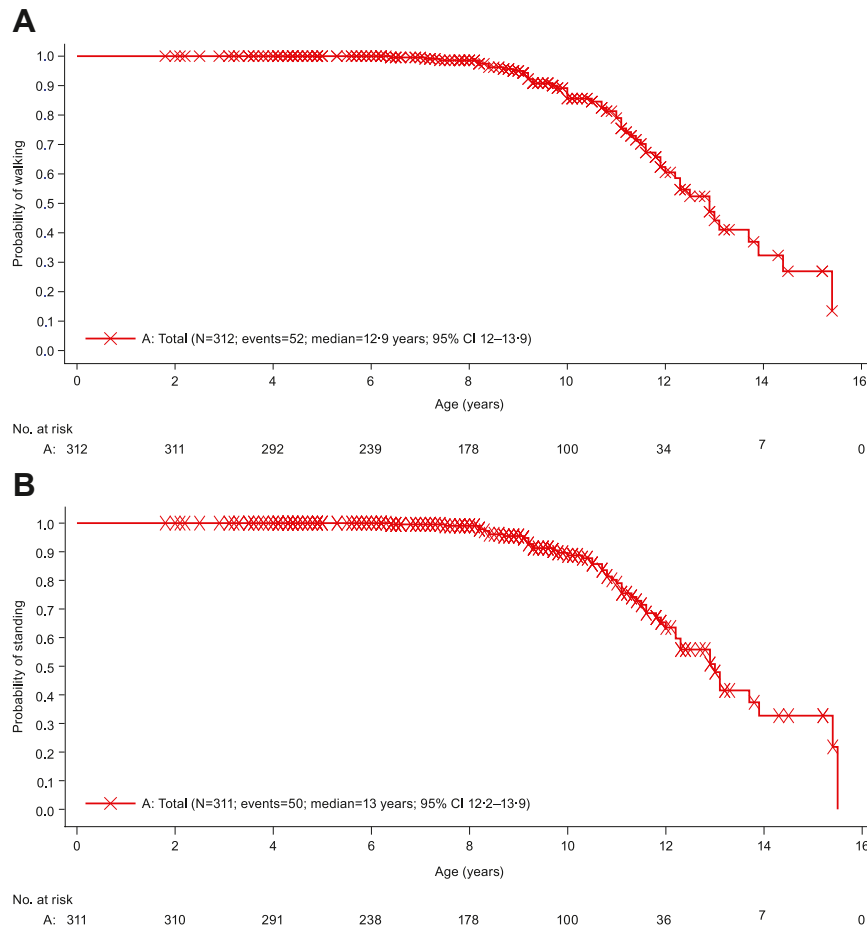 A
1.0
0.9
0.8
0.7
0.6
0.5
0.4
0.3
0.2
0.1
0.0
Probability of walking
A: Total (N=312; events=52; median=12·9 years; 95% CI 12–13·9)
0 2 4 6 8 10 12 14 16
Age (years)
No. at risk
A: 312 311 292 239 178 100 34 7 0
B
1.0
0.9
0.8
0.7
0.6
0.5
0.4
0.3
0.2
0.1
0.0
Probability of standing
A: Total (N=311; events=50; median=13 years; 95% CI 12·2–13·9)
0 2 4 6 8 10 12 14 16
Age (years)
No. at risk
A: 311 310 291 238 178 100 36 7 0